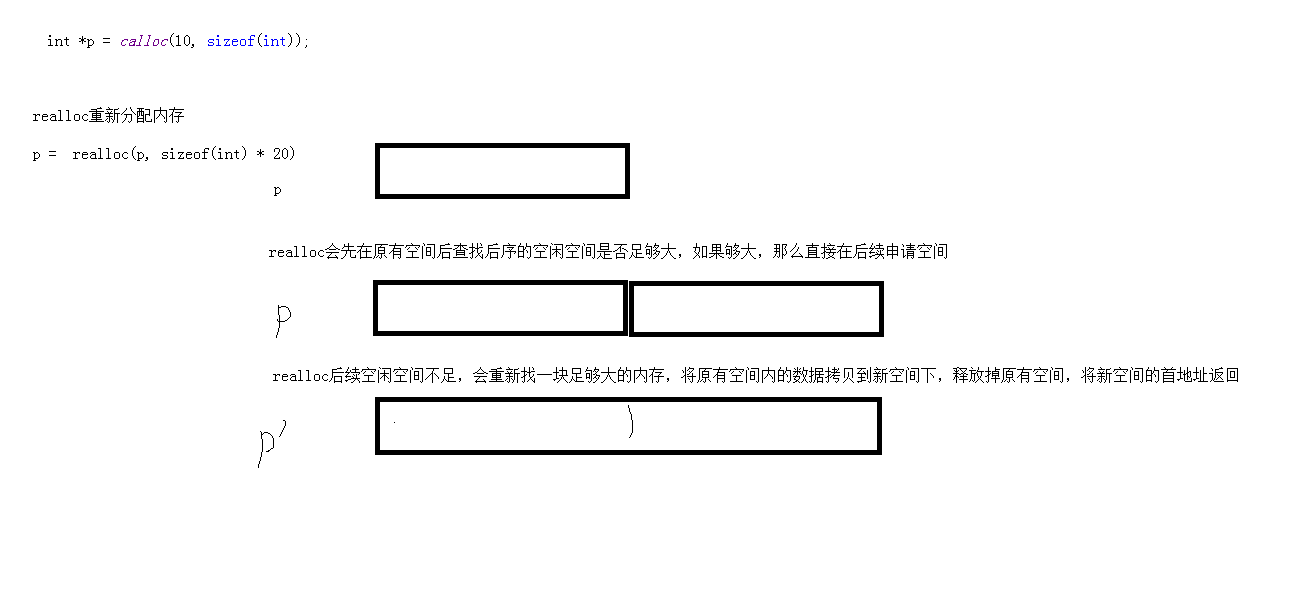 int *p = calloc(10, sizeof(int));
realloc重新分配内存
p =  realloc(p, sizeof(int) * 20)
p
realloc会先在原有空间后查找后序的空闲空间是否足够大，如果够大，那么直接在后续申请空间
p
realloc后续空闲空间不足，会重新找一块足够大的内存，将原有空间内的数据拷贝到新空间下，释放掉原有空间，将新空间的首地址返回
p'